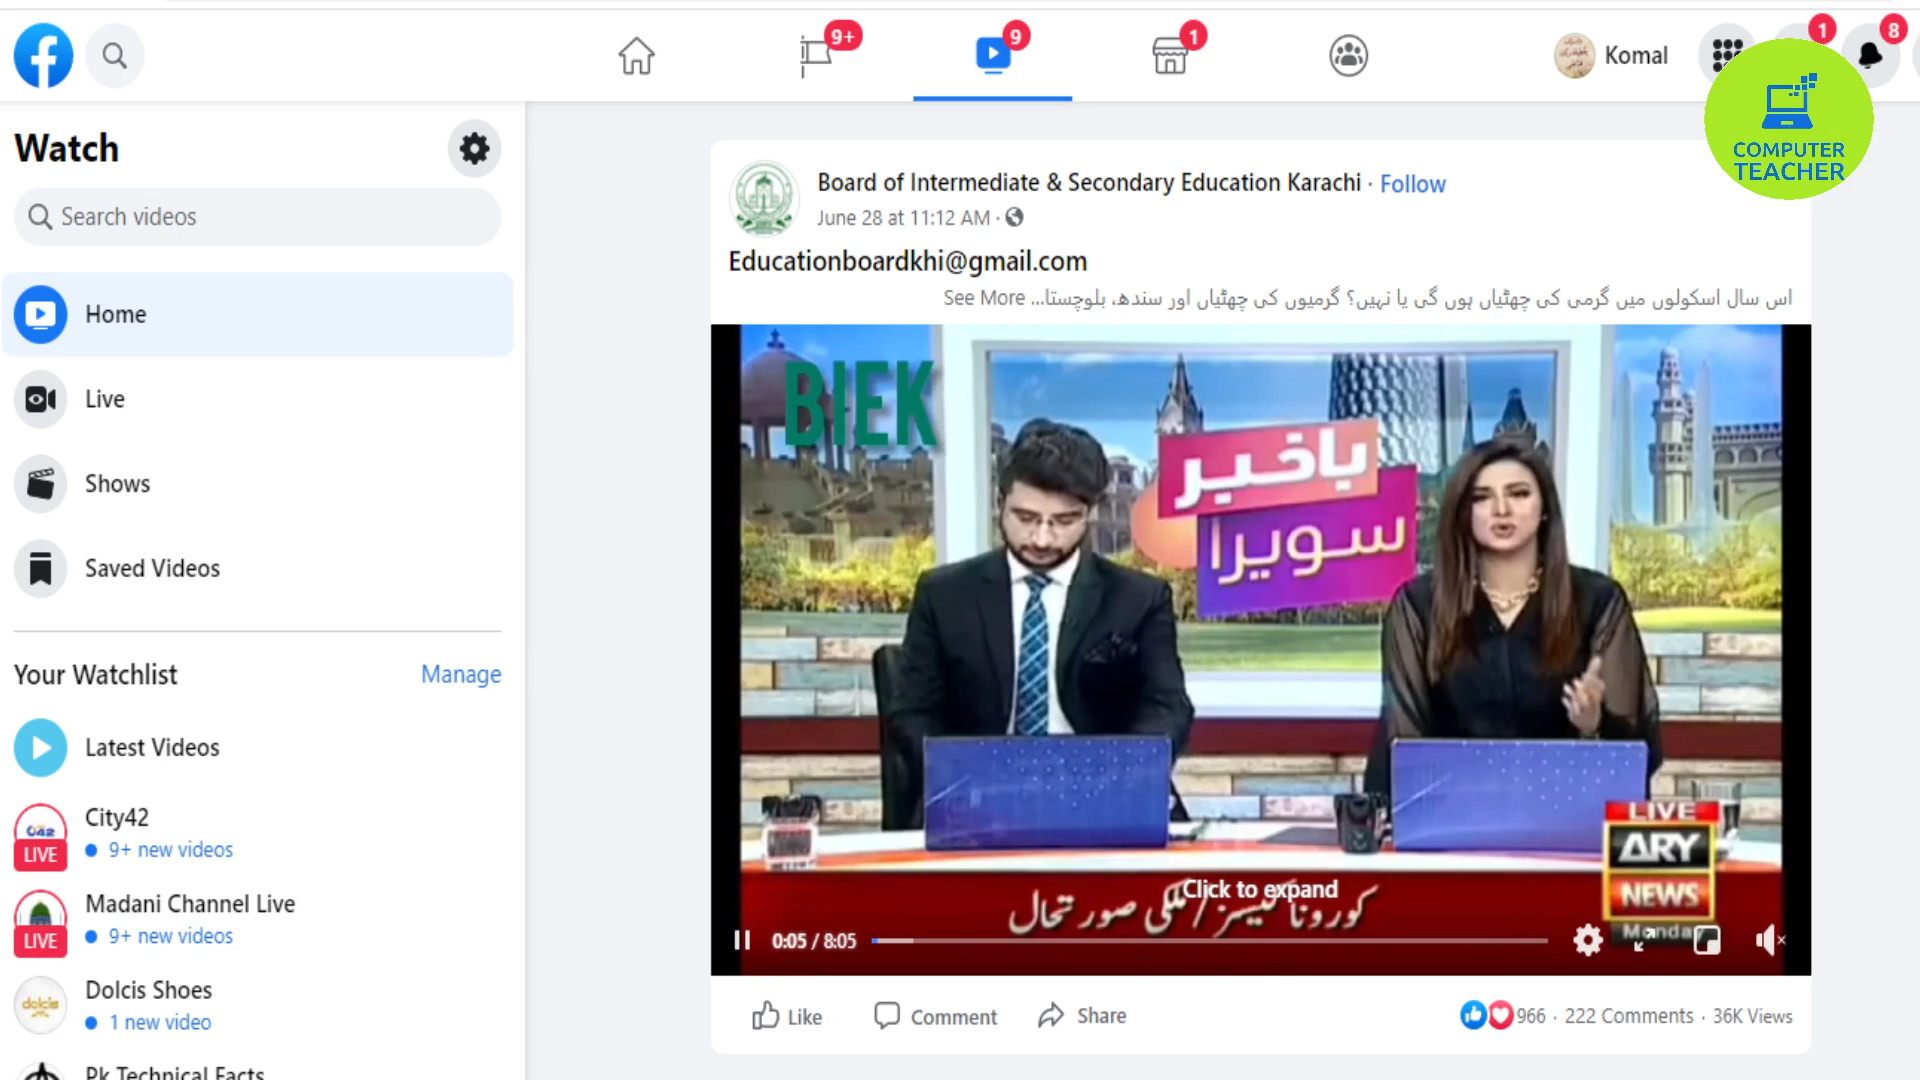 9+
9
1
Komal
1
8
COMPUTER
TEACHER
Watch
Search videos
Home
Live
Shows
Saved Videos
Your Watchlist
Manage
Latest Videos
City42
LIVE
9+ new videos
Madani Channel Live
LIVE
9+ new videos
dolcis
Dolcis Shoes
1 new video
Pk Technical Facts
Board of Intermediate & Secondary Education Karachi · Follow
June 28 at 11:12 AM ·
Educationboardkhi@gmail.com
اس سال اسکولوں میں گرمی کی چھٹیاں ہوں گی یا نہیں؟ گرمیوں کی چھٹیاں اور سندھ، بلوچستا... See More
BIEK
باخبر
سویرا
LIVE
ARY
NEWS
Monday
Click to expand
کورونا کیسز/ملکی صورتحال
0:05 / 8:05
Like
Comment
Share
966 · 222 Comments · 36K Views